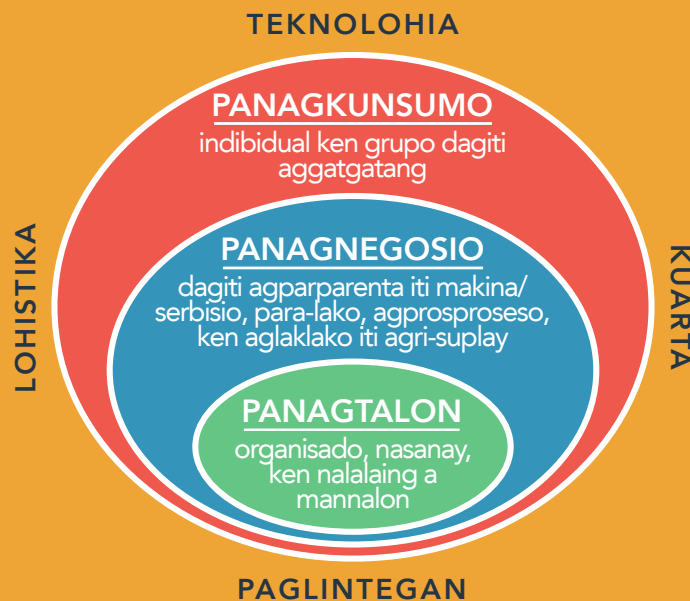 TEKNOLOHIA
PANAGKUNSUMO
indibidual ken grupo dagiti
aggatgatang
LOHISTIKA
KUARTA
PANAGNEGOSIO
dagiti agparparenta iti makina/
serbisio, para-lako, agprosproseso,
ken aglaklako iti agri-suplay
PANAGTALON
organisado, nasanay,
ken nalalaing a
mannalon
PAGLINTEGAN